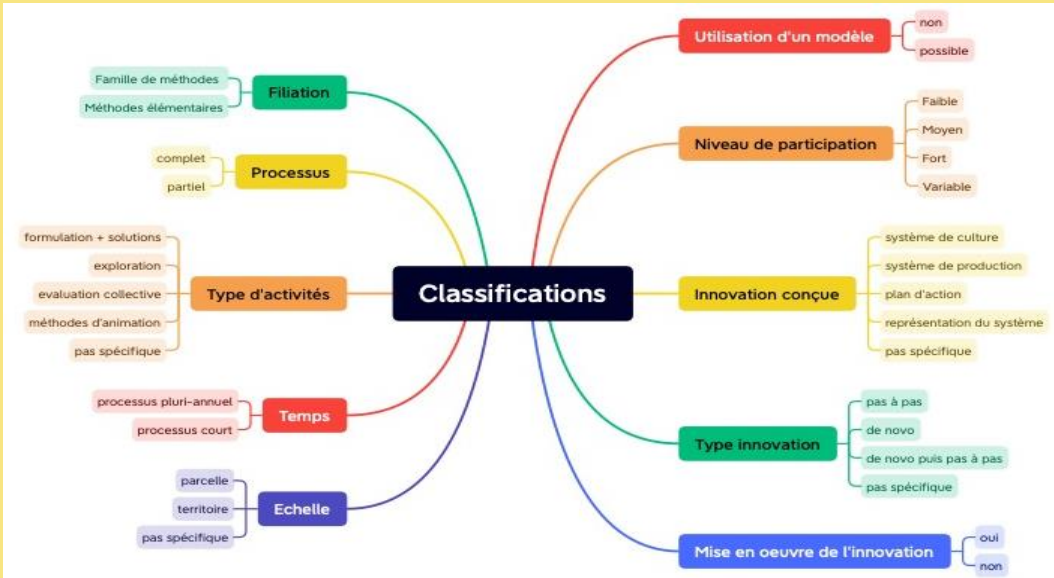 Classifications
Filiation
Famille de méthodes
Méthodes élémentaires
Processus
complet
partiel
Type d'activités
formulation + solutions
exploration
evaluation collective
méthodes d'animation
pas spécifique
Temps
processus pluri-annuel
processus court
Echelle
parcelle
territoire
pas spécifique
Utilisation d'un modèle
non
possible
Niveau de participation
Faible
Moyen
Fort
Variable
Innovation conçue
système de culture
système de production
plan d'action
représentation du système
pas spécifique
Type innovation
pas à pas
de novo
de novo puis pas à pas
pas spécifique
Mise en oeuvre de l'innovation
oui
non